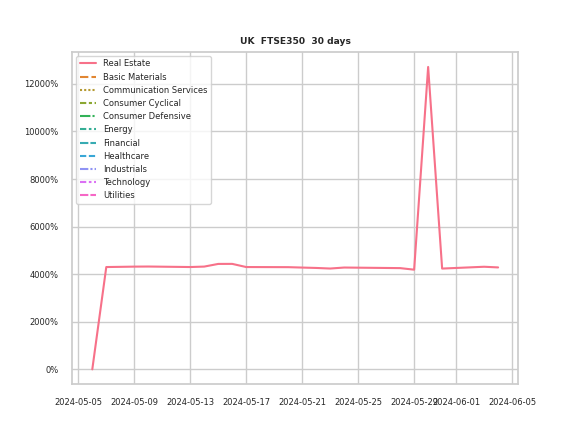 UK FTSE350 30 days
Real Estate
Basic Materials
Communication Services
Consumer Cyclical
Consumer Defensive
Energy
Financial
Healthcare
Industrials
Technology
Utilities
12000%
10000%
8000%
6000%
4000%
2000%
0%
2024-05-05 2024-05-09 2024-05-13 2024-05-17 2024-05-21 2024-05-25 2024-05-29 2024-06-01 2024-06-05